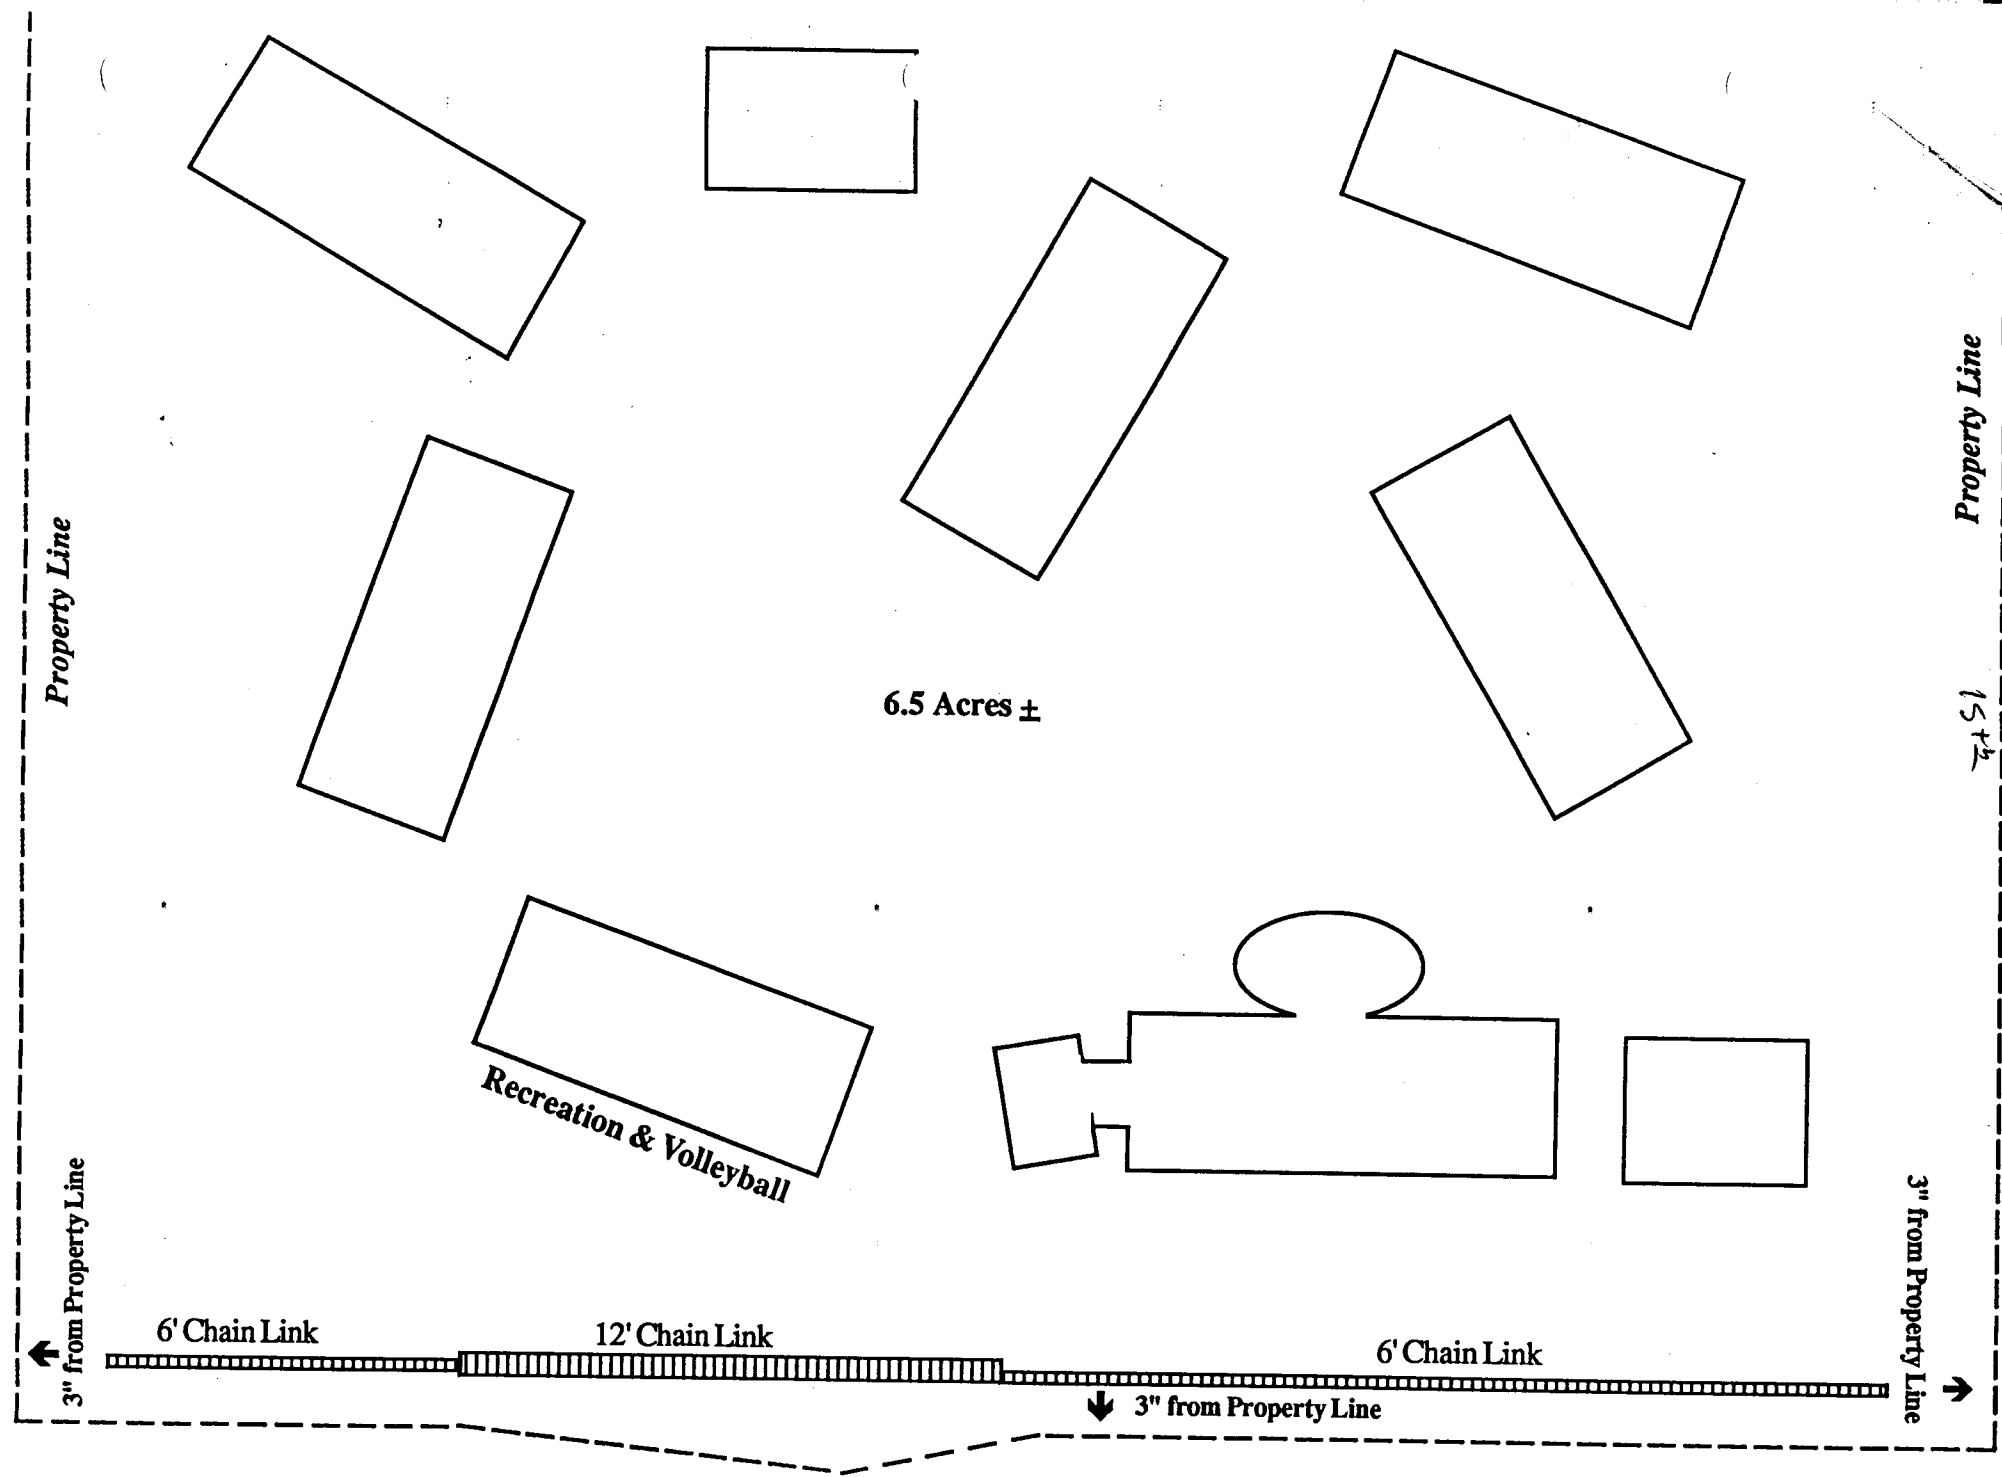 Property Line
Property Line
6.5 Acres ±
Recreation & Volleyball
3" from Property Line
3" from Property Line
6' Chain Link
12' Chain Link
6' Chain Link
3" from Property Line